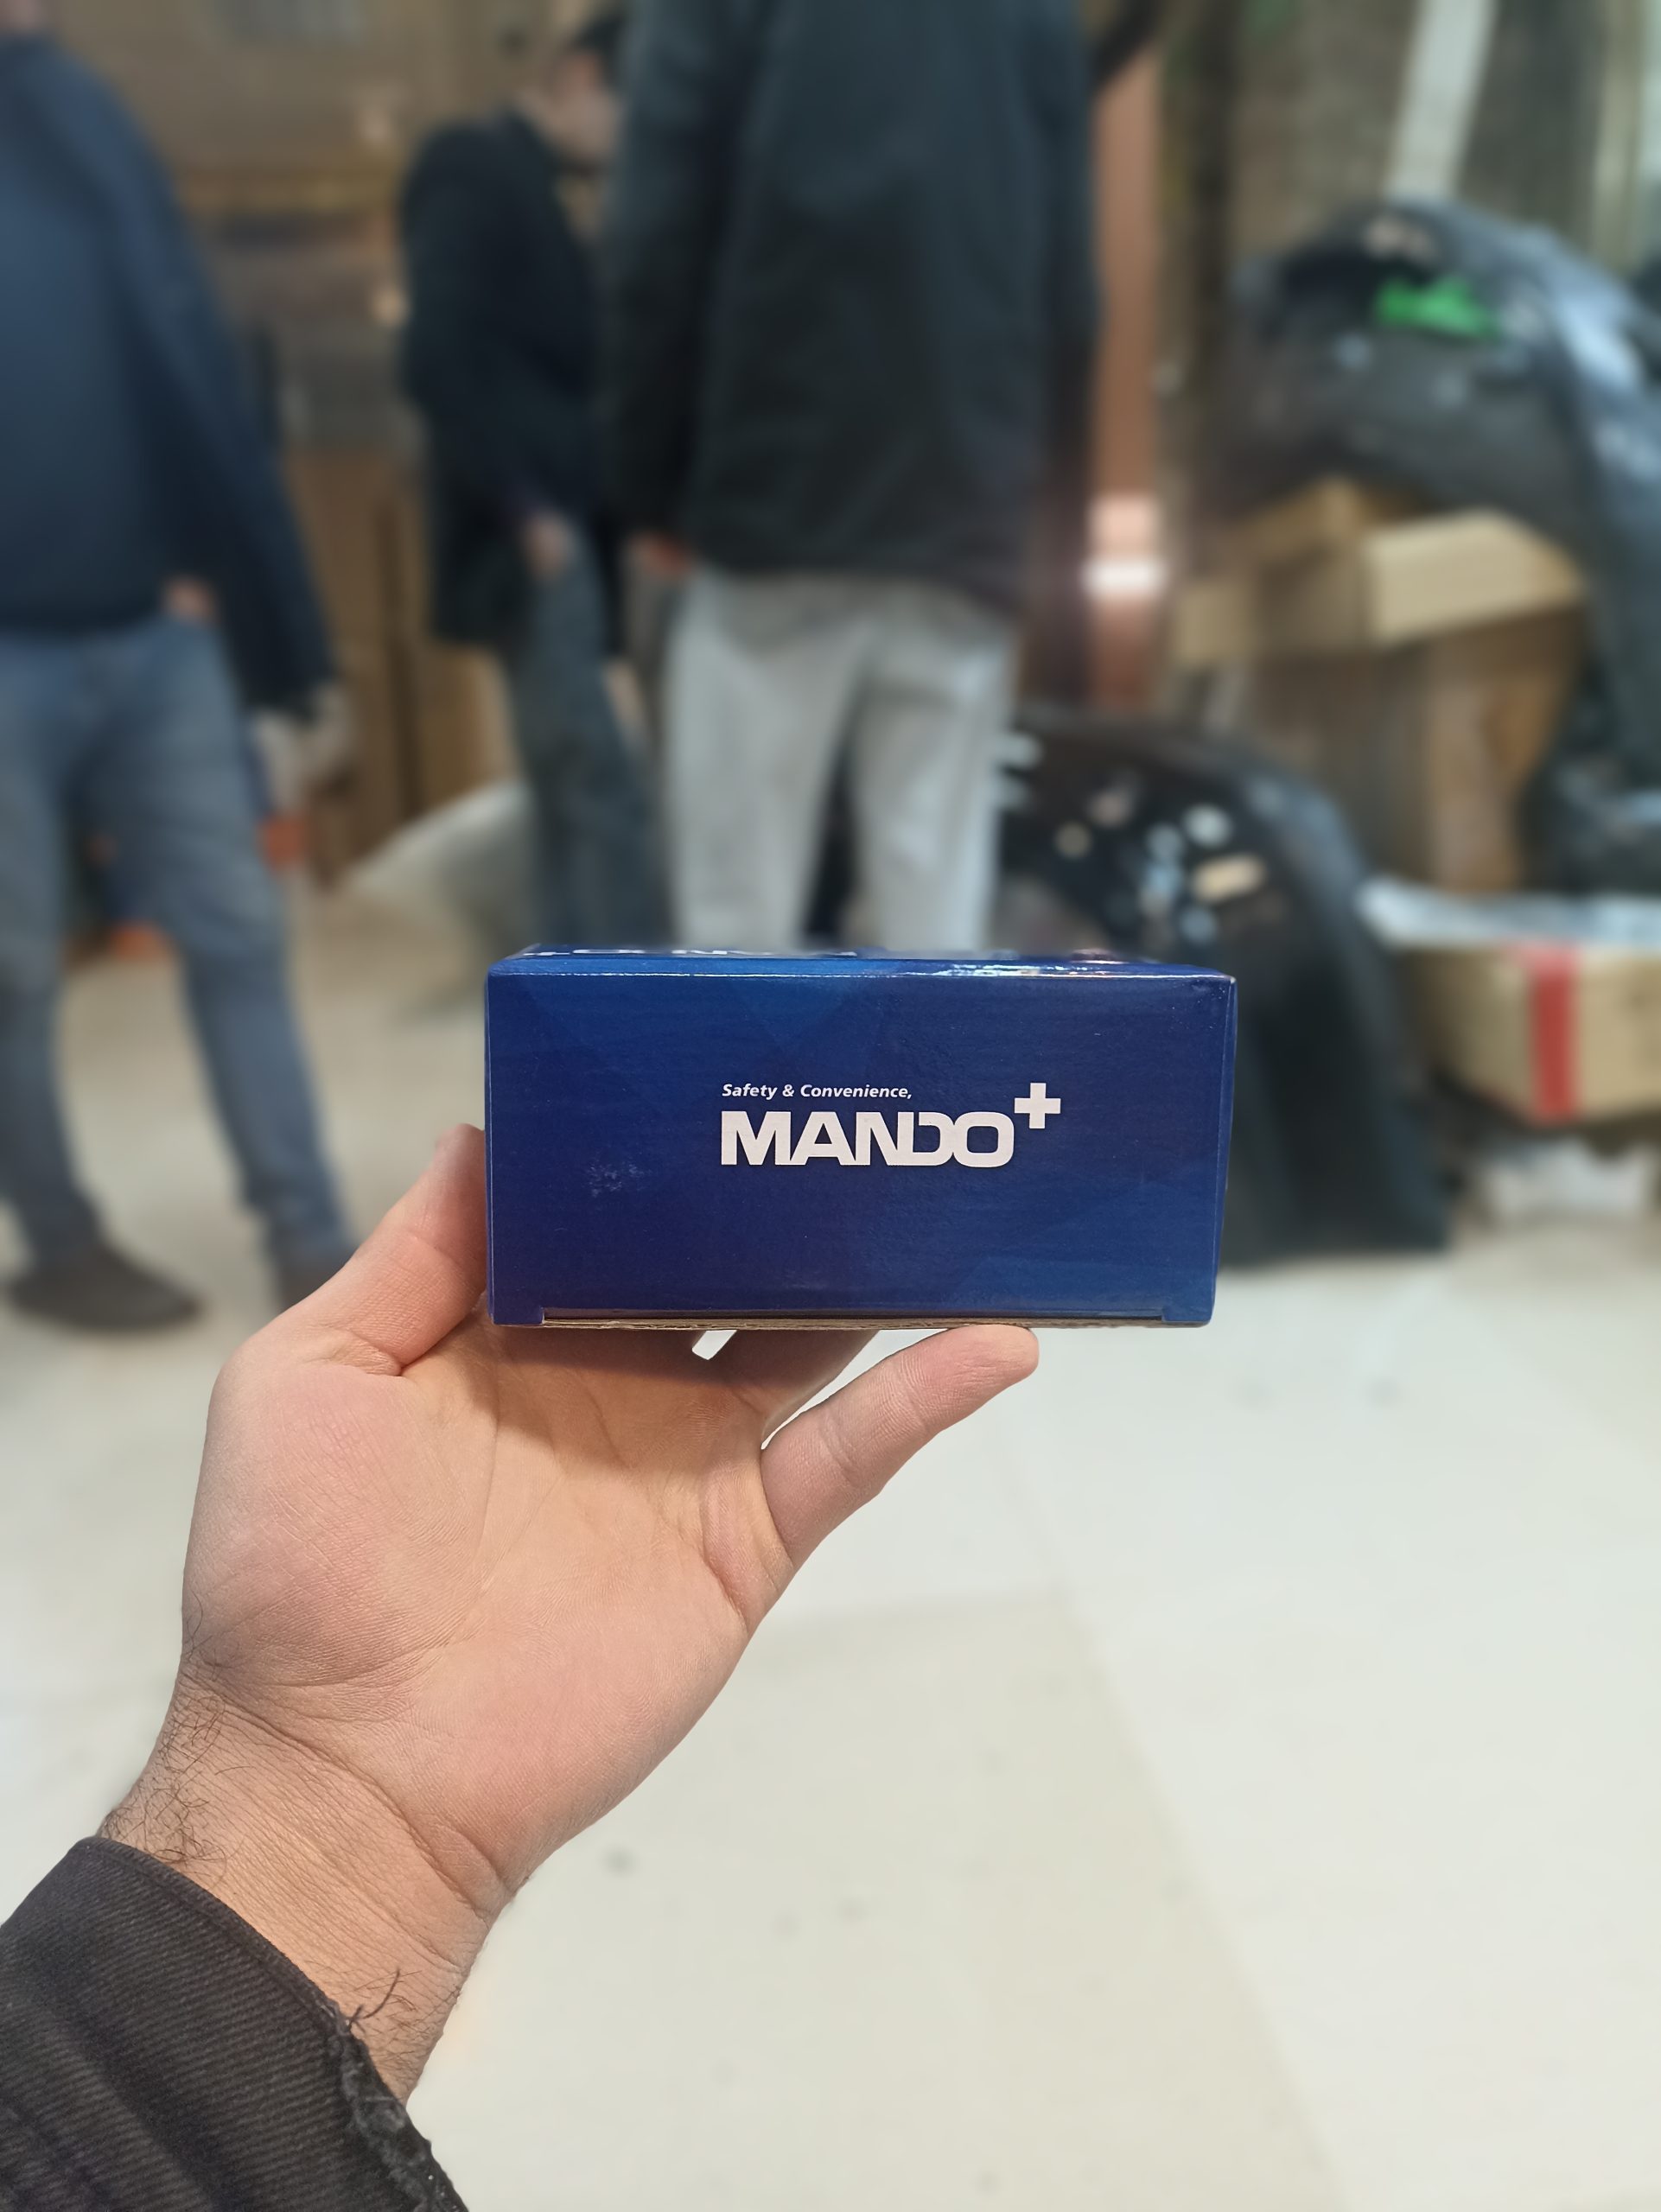 Safety & Convenience,
MANDO+